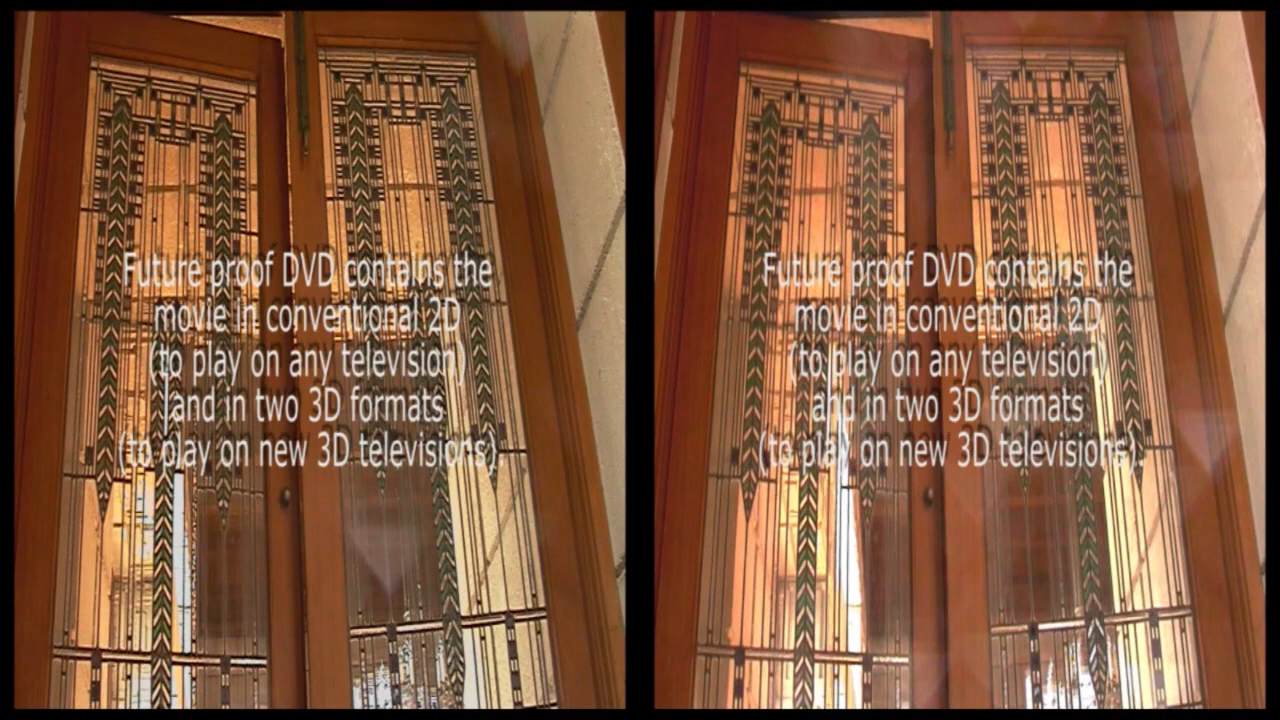 Future proof DVD contains the
movie in conventional 2D
(to play on any television)
and in two 3D formats
(to play on new 3D televisions)
Future proof DVD contains the
movie in conventional 2D
(to play on any television)
and in two 3D formats
(to play on new 3D televisions).